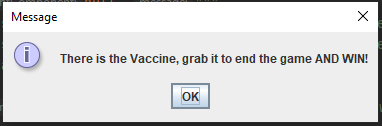 Message
There is the Vaccine, grab it to end the game AND WIN!
OK